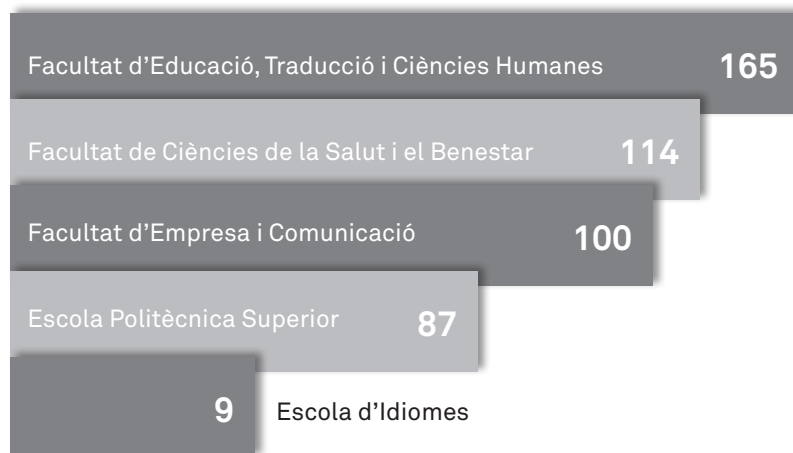 Facultat d’Educació, Traducció i Ciències Humanes 165
Facultat de Ciències de la Salut i el Benestar 114
Facultat d’Empresa i Comunicació 100
Escola Politècnica Superior 87
9 Escola d’Idiomes